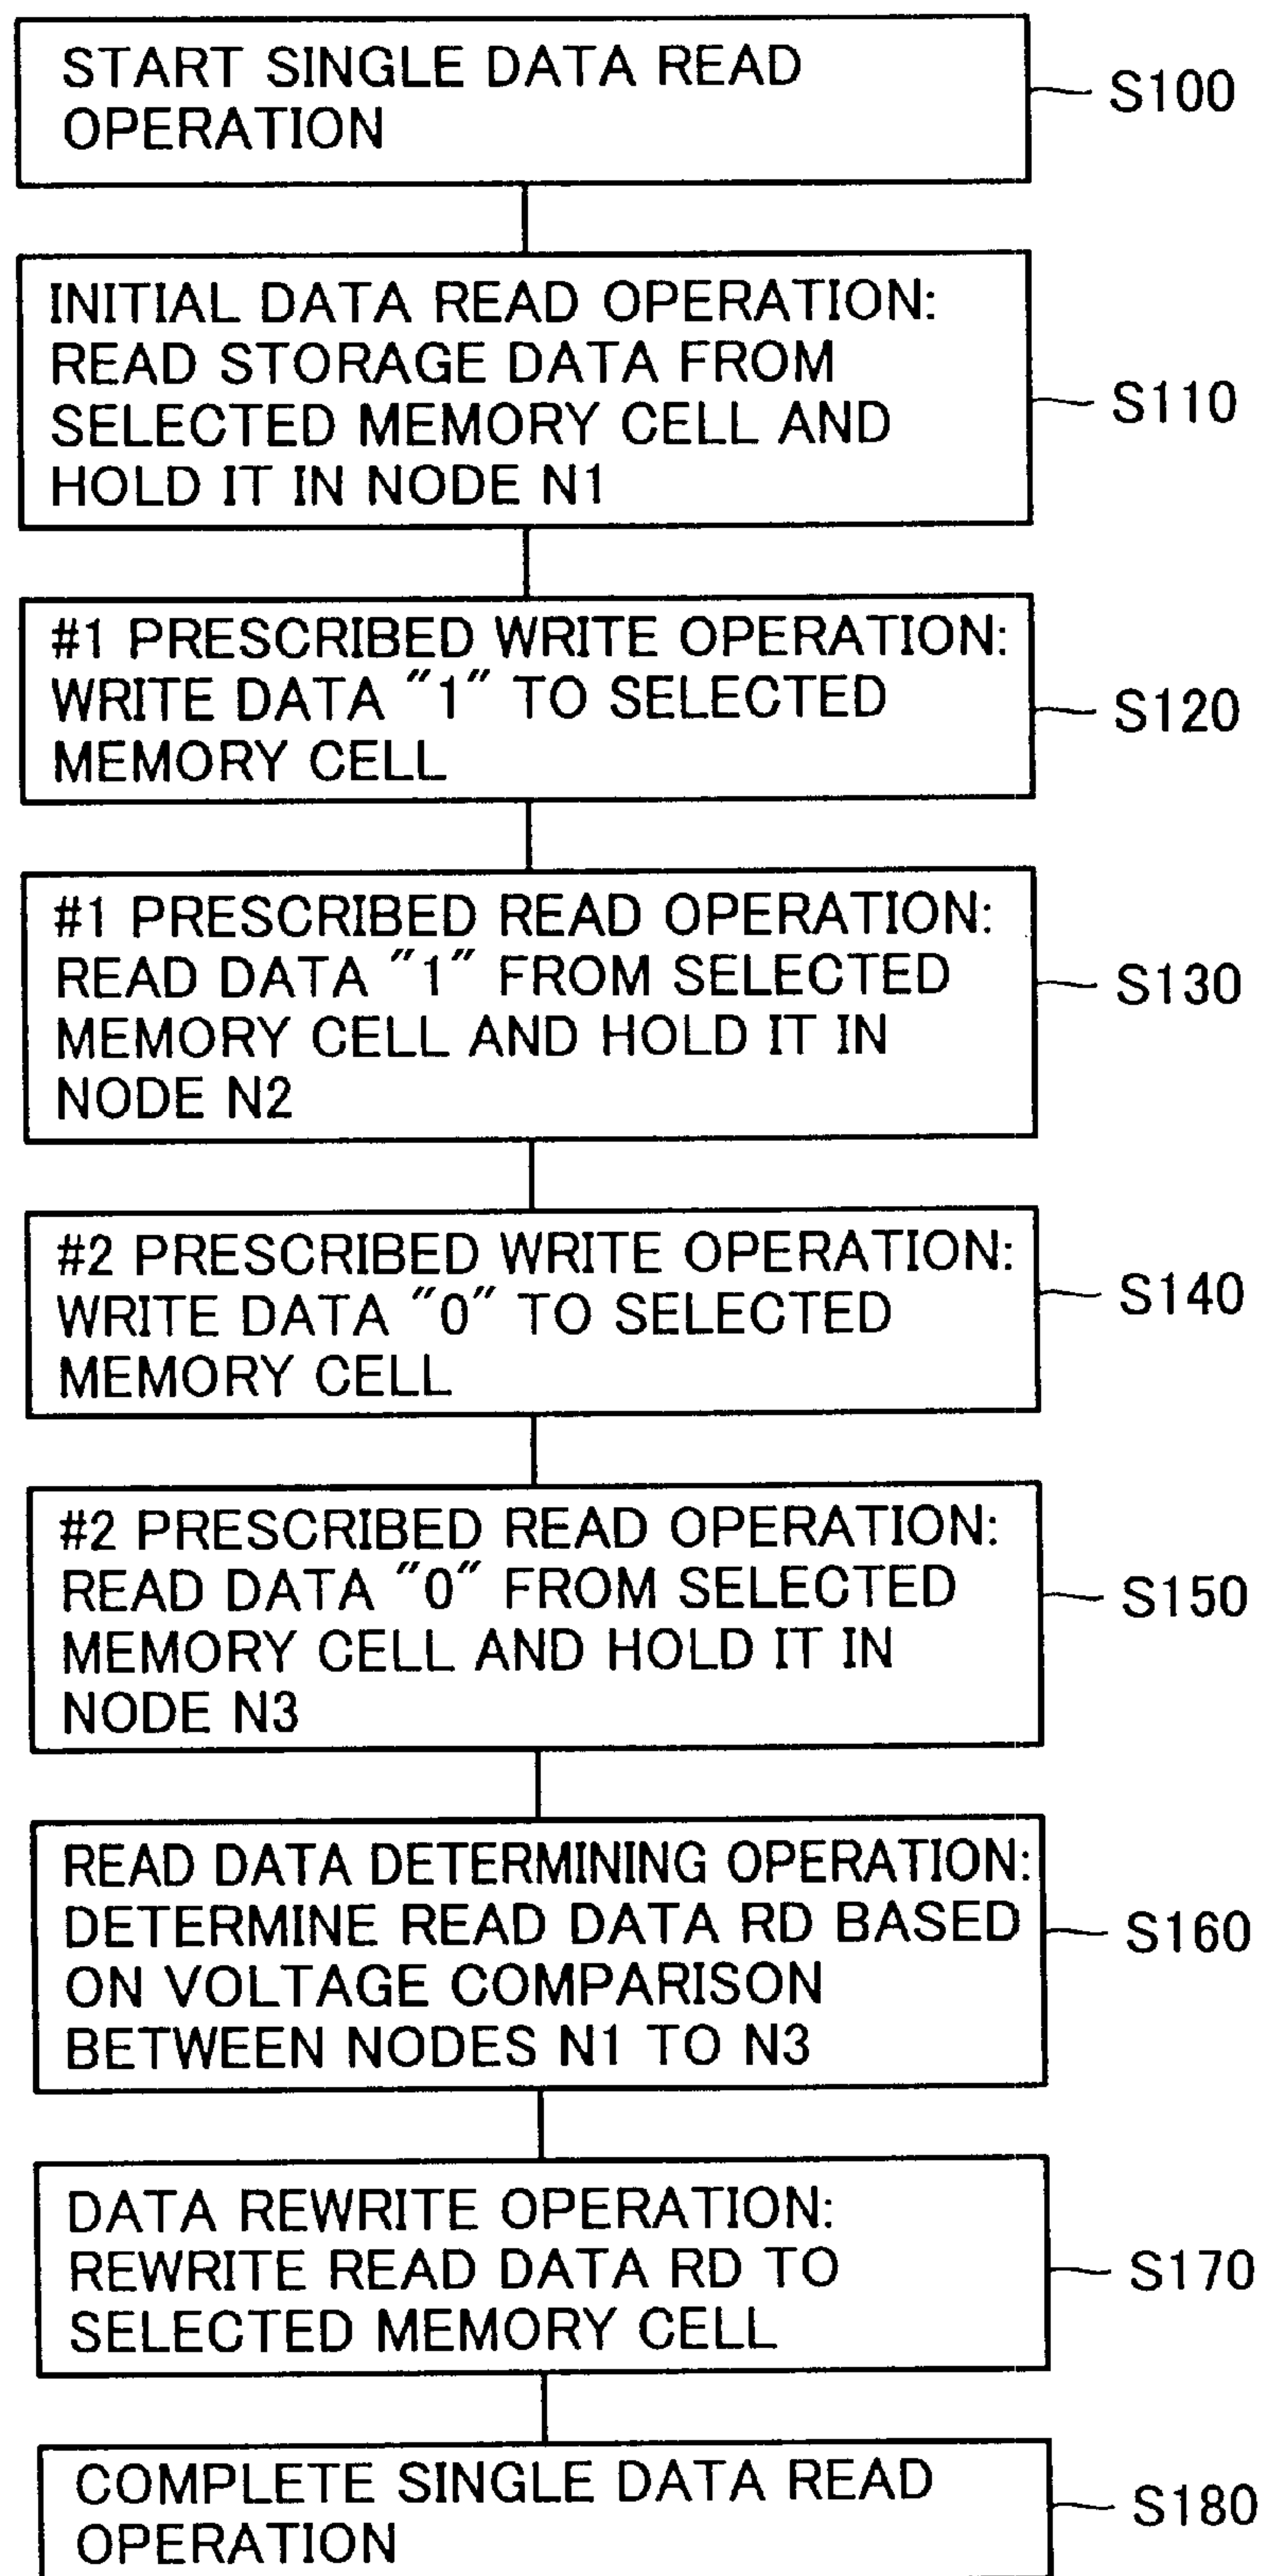 START SINGLE DATA READ
OPERATION
S100
INITIAL DATA READ OPERATION:
READ STORAGE DATA FROM
SELECTED MEMORY CELL AND
HOLD IT IN NODE N1
S110
#1 PRESCRIBED WRITE OPERATION:
WRITE DATA "1" TO SELECTED
MEMORY CELL
S120
#1 PRESCRIBED READ OPERATION:
READ DATA "1" FROM SELECTED
MEMORY CELL AND HOLD IT IN
NODE N2
S130
#2 PRESCRIBED WRITE OPERATION:
WRITE DATA "0" TO SELECTED
MEMORY CELL
S140
#2 PRESCRIBED READ OPERATION:
READ DATA "0" FROM SELECTED
MEMORY CELL AND HOLD IT IN
NODE N3
S150
READ DATA DETERMINING OPERATION:
DETERMINE READ DATA RD BASED
ON VOLTAGE COMPARISON
BETWEEN NODES N1 TO N3
S160
DATA REWRITE OPERATION:
REWRITE READ DATA RD TO
SELECTED MEMORY CELL
S170
COMPLETE SINGLE DATA READ
OPERATION
S180